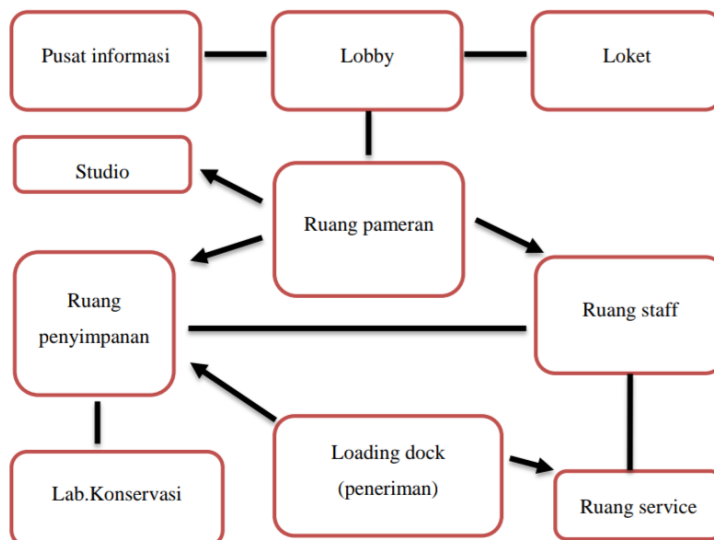 Pusat informasi
Lobby
Loket
Studio
Ruang pameran
Ruang
penyimpanan
Ruang staff
Loading dock
(peneriman)
Lab.Konservasi
Ruang service